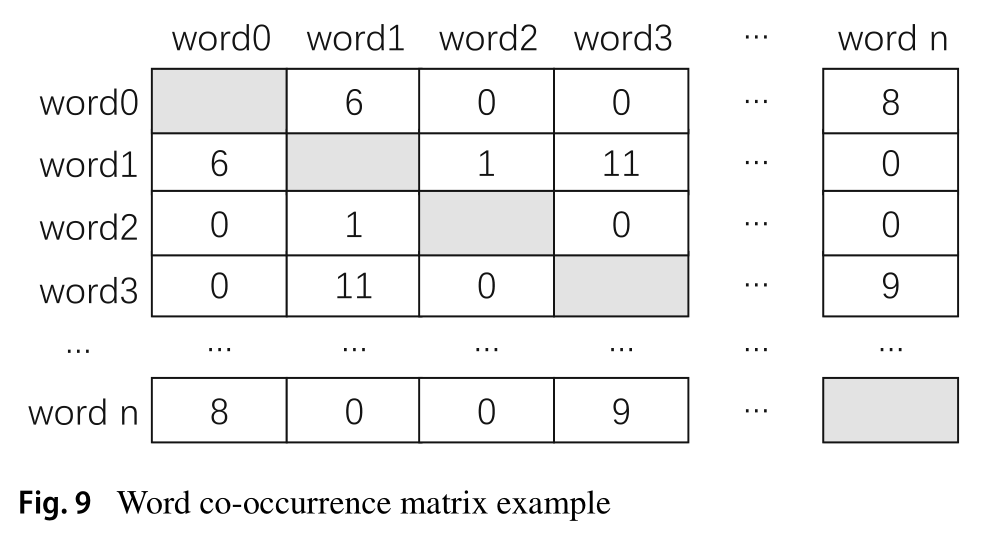 word0 word1 word2 word3 ... word n
word0 6 0 0 ... 8
word1 6 1 11 ... 0
word2 0 1 0 ... 0
word3 0 11 0 ... 9
... ... ... ... ... ... ...
word n 8 0 0 9 ...
Fig. 9 Word co-occurrence matrix example